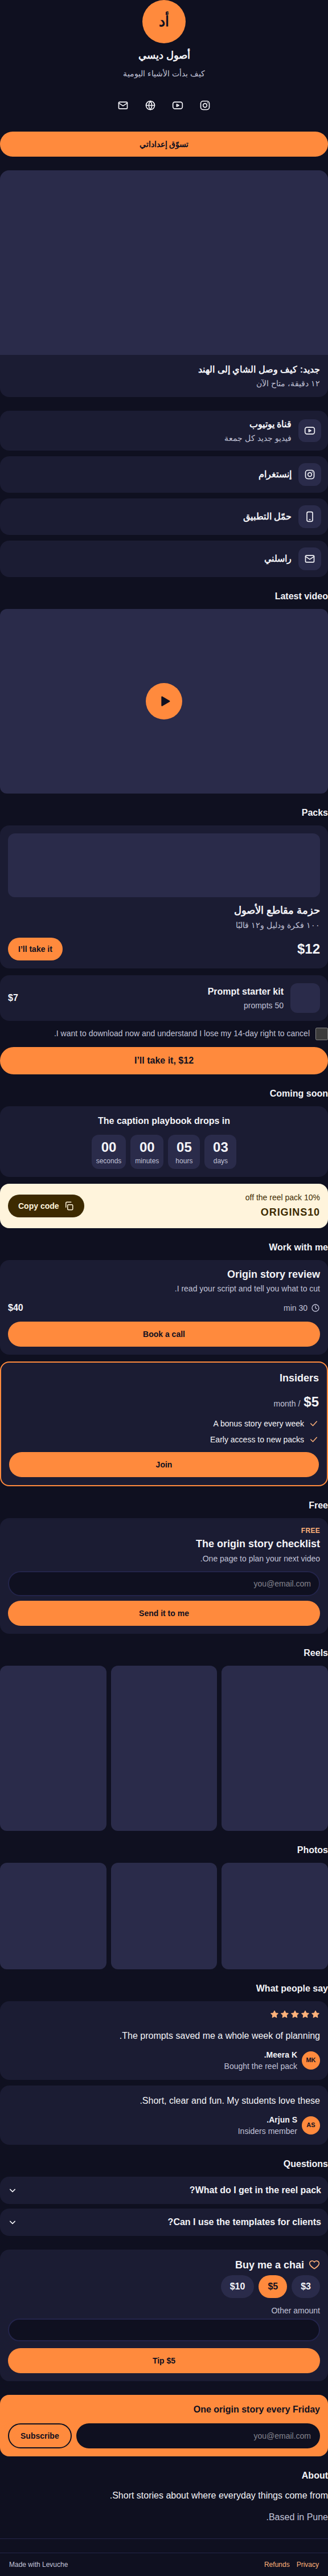 أد
أصول ديسي
كيف بدأت الأشياء اليومية
تسوّق إعداداتي
جديد: كيف وصل الشاي إلى الهند
١٢ دقيقة، متاح الآن
قناة يوتيوب
فيديو جديد كل جمعة
إنستغرام
حمّل التطبيق
راسلني
Latest video
Packs
حزمة مقاطع الأصول
١٠٠ فكرة ودليل و١٢ قالبًا
$12
I'll take it
Prompt starter kit
$7
prompts 50
.I want to download now and understand I lose my 14-day right to cancel
I'll take it, $12
Coming soon
The caption playbook drops in
00 00 05 03
seconds minutes hours days
off the reel pack 10%
ORIGINS10
Copy code
Work with me
Origin story review
.I read your script and tell you what to cut
$40
min 30
Book a call
Insiders
month / $5
A bonus story every week
Early access to new packs
Join
Free
FREE
The origin story checklist
.One page to plan your next video
you@email.com
Send it to me
Reels
Photos
What people say
.The prompts saved me a whole week of planning
MK
.Meera K
Bought the reel pack
.Short, clear and fun. My students love these
AS
.Arjun S
Insiders member
Questions
?What do I get in the reel pack
?Can I use the templates for clients
Buy me a chai
$10 $5 $3
Other amount
Tip $5
One origin story every Friday
Subscribe
you@email.com
About
.Short stories about where everyday things come from
.Based in Pune
Made with Levuche
Refunds Privacy